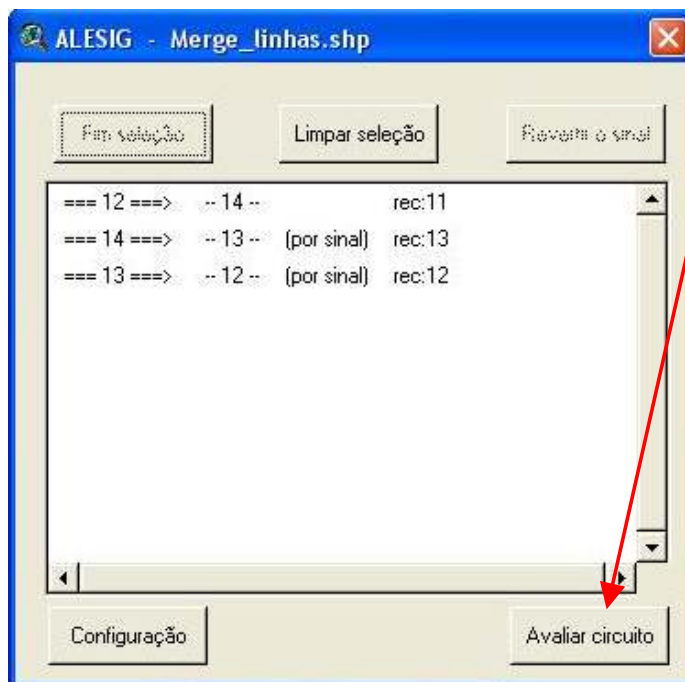 ALESIG - Merge_linhas.shp
Fim seleção
Limpar seleção
Reverte o sinal
=== 12 ===> -- 14 -- rec:11
=== 14 ===> -- 13 -- (por sinal) rec:13
=== 13 ===> -- 12 -- (por sinal) rec:12
Configuração
Avaliar circuito